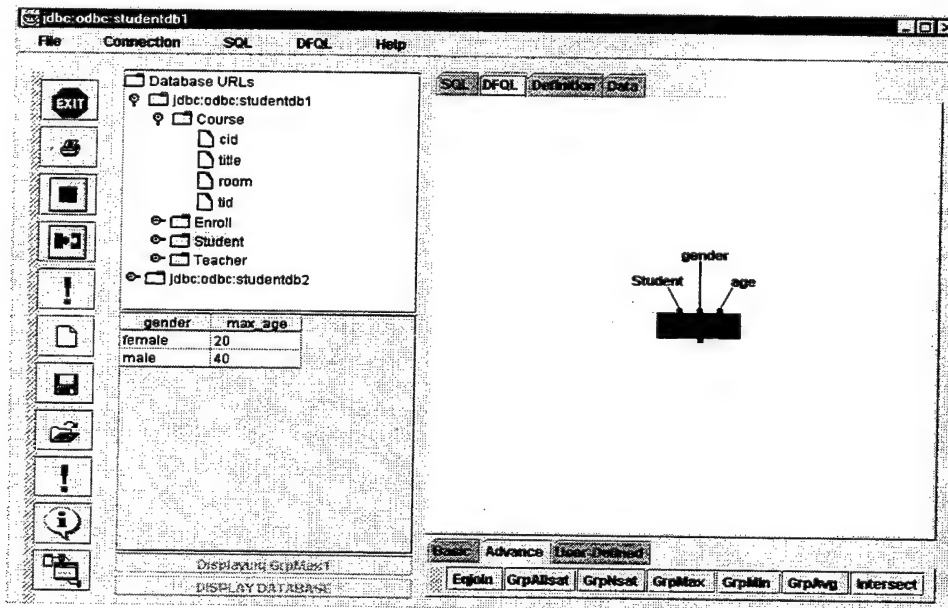 jdbc:odbc:studentdb1
File Connection SQL DFQL Help
EXIT
Database URLs
jdbc:odbc:studentdb1
Course
cid
title
room
tid
Enroll
Student
Teacher
jdbc:odbc:studentdb2
gender max_age
female 20
male 40
Displaying GrpMax1
DISPLAY DATABASE
SQL DFQL Definition Data
gender
Student age
Basic Advance User-Defined
Eqjoin GrpAllsat GrpNsat GrpMax GrpMin GrpAvg Intersect